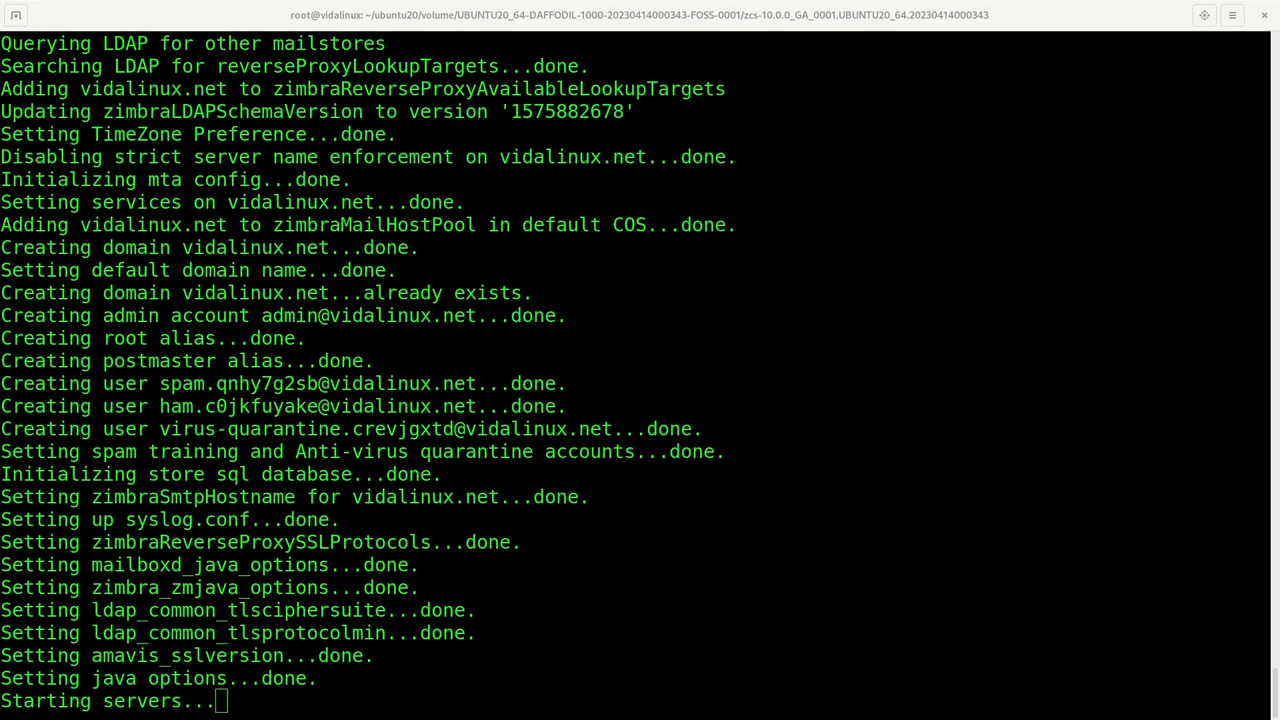 root@vidalinux: ~/ubuntu20/volume/UBUNTU20_64-DAFFODIL-1000-20230414000343-FOSS-0001/zcs-10.0.0_GA_0001.UBUNTU20_64.20230414000343
Querying LDAP for other mailstores
Searching LDAP for reverseProxyLookupTargets...done.
Adding vidalinux.net to zimbraReverseProxyAvailableLookupTargets
Updating zimbraLDAPSchemaVersion to version '1575882678'
Setting TimeZone Preference...done.
Disabling strict server name enforcement on vidalinux.net...done.
Initializing mta config...done.
Setting services on vidalinux.net...done.
Adding vidalinux.net to zimbraMailHostPool in default COS...done.
Creating domain vidalinux.net...done.
Setting default domain name...done.
Creating domain vidalinux.net...already exists.
Creating admin account admin@vidalinux.net...done.
Creating root alias...done.
Creating postmaster alias...done.
Creating user spam.qnhy7g2sb@vidalinux.net...done.
Creating user ham.c0jkfuyake@vidalinux.net...done.
Creating user virus-quarantine.crevjgxtd@vidalinux.net...done.
Setting spam training and Anti-virus quarantine accounts...done.
Initializing store sql database...done.
Setting zimbraSmtpHostname for vidalinux.net...done.
Setting up syslog.conf...done.
Setting zimbraReverseProxySSLProtocols...done.
Setting mailboxd_java_options...done.
Setting zimbra_zmjava_options...done.
Setting ldap_common_tlsciphersuite...done.
Setting ldap_common_tlsprotocolmin...done.
Setting amavis_sslversion...done.
Setting java options...done.
Starting servers...